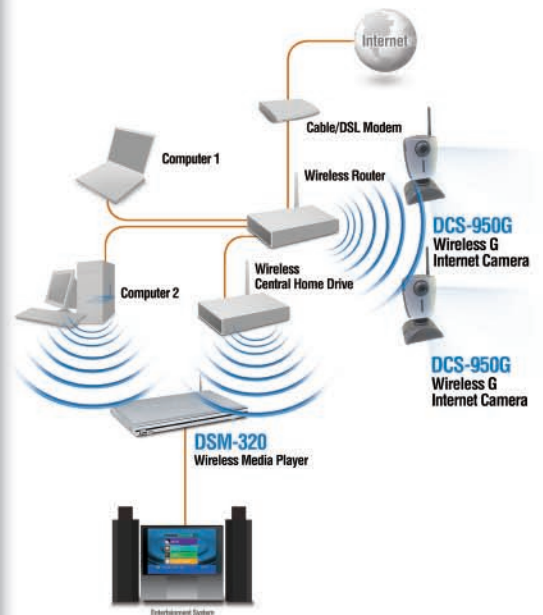 Internet
Cable/DSL Modem
Computer 1
Wireless Router
DCS-950G
Wireless G
Internet Camera
Wireless
Central Home Drive
Computer 2
DCS-950G
Wireless G
Internet Camera
DSM-320
Wireless Media Player
Entertainment System